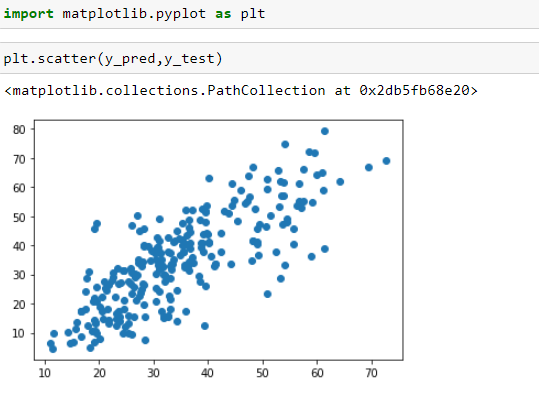 import matplotlib.pyplot as plt
plt.scatter(y_pred,y_test)
<matplotlib.collections.PathCollection at 0x2db5fb68e20>
80
70
60
50
40
30
20
10
10 20 30 40 50 60 70